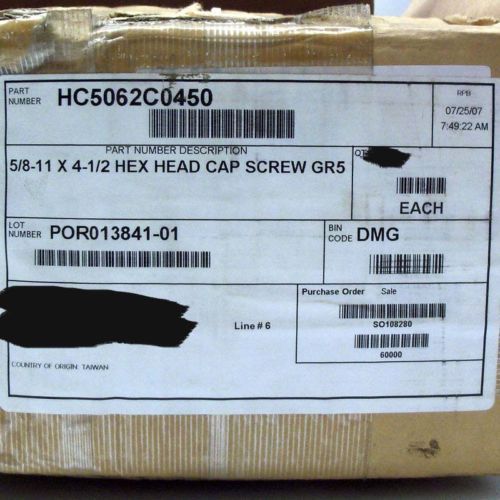 PART NUMBER HC5062C0450
RPB
07/25/07
7:49:22 AM
PART NUMBER DESCRIPTION
5/8-11 X 4-1/2 HEX HEAD CAP SCREW GR5
EACH
LOT NUMBER POR013841-01
BIN CODE DMG
Purchase Order Sale
SO108280
60000
Line # 6
COUNTRY OF ORIGIN: TAIWAN